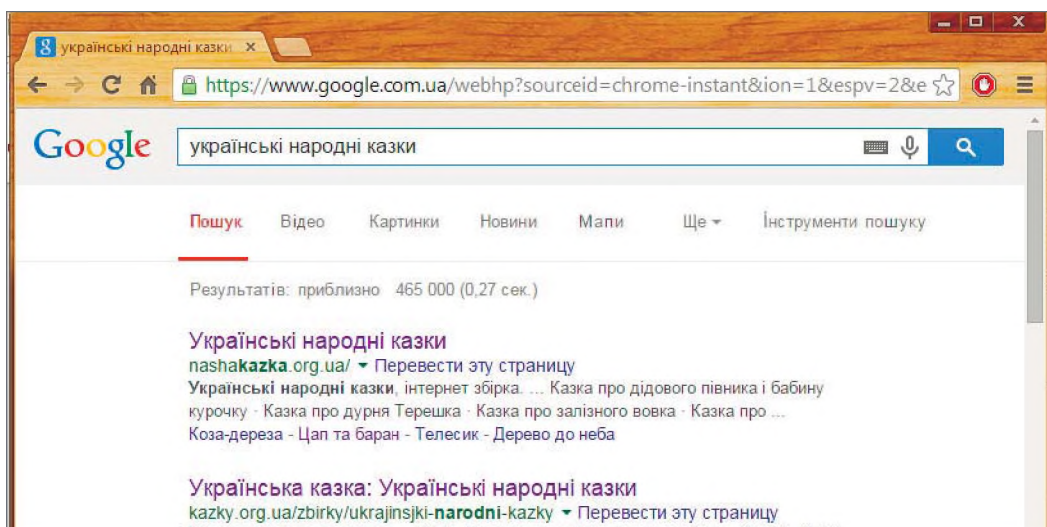 українські народні казки
https://www.google.com.ua/webhp?sourceid=chrome-instant&ion=1&espv=2&e
Google українські народні казки
Пошук Відео Картинки Новини Мапи Ще Інструменти пошуку
Результатів: приблизно 465 000 (0,27 сек.)
Українські народні казки
nashakazka.org.ua/ Перевести эту страницу
Українські народні казки, інтернет збірка. ... Казка про дідового півника і бабину
курочку · Казка про дурня Терешка · Казка про залізного вовка · Казка про ...
Коза-дереза - Цап та баран - Телесик - Дерево до неба
Українська казка: Українські народні казки
kazky.org.ua/zbirky/ukrajinsjki-narodni-kazky Перевести эту страницу